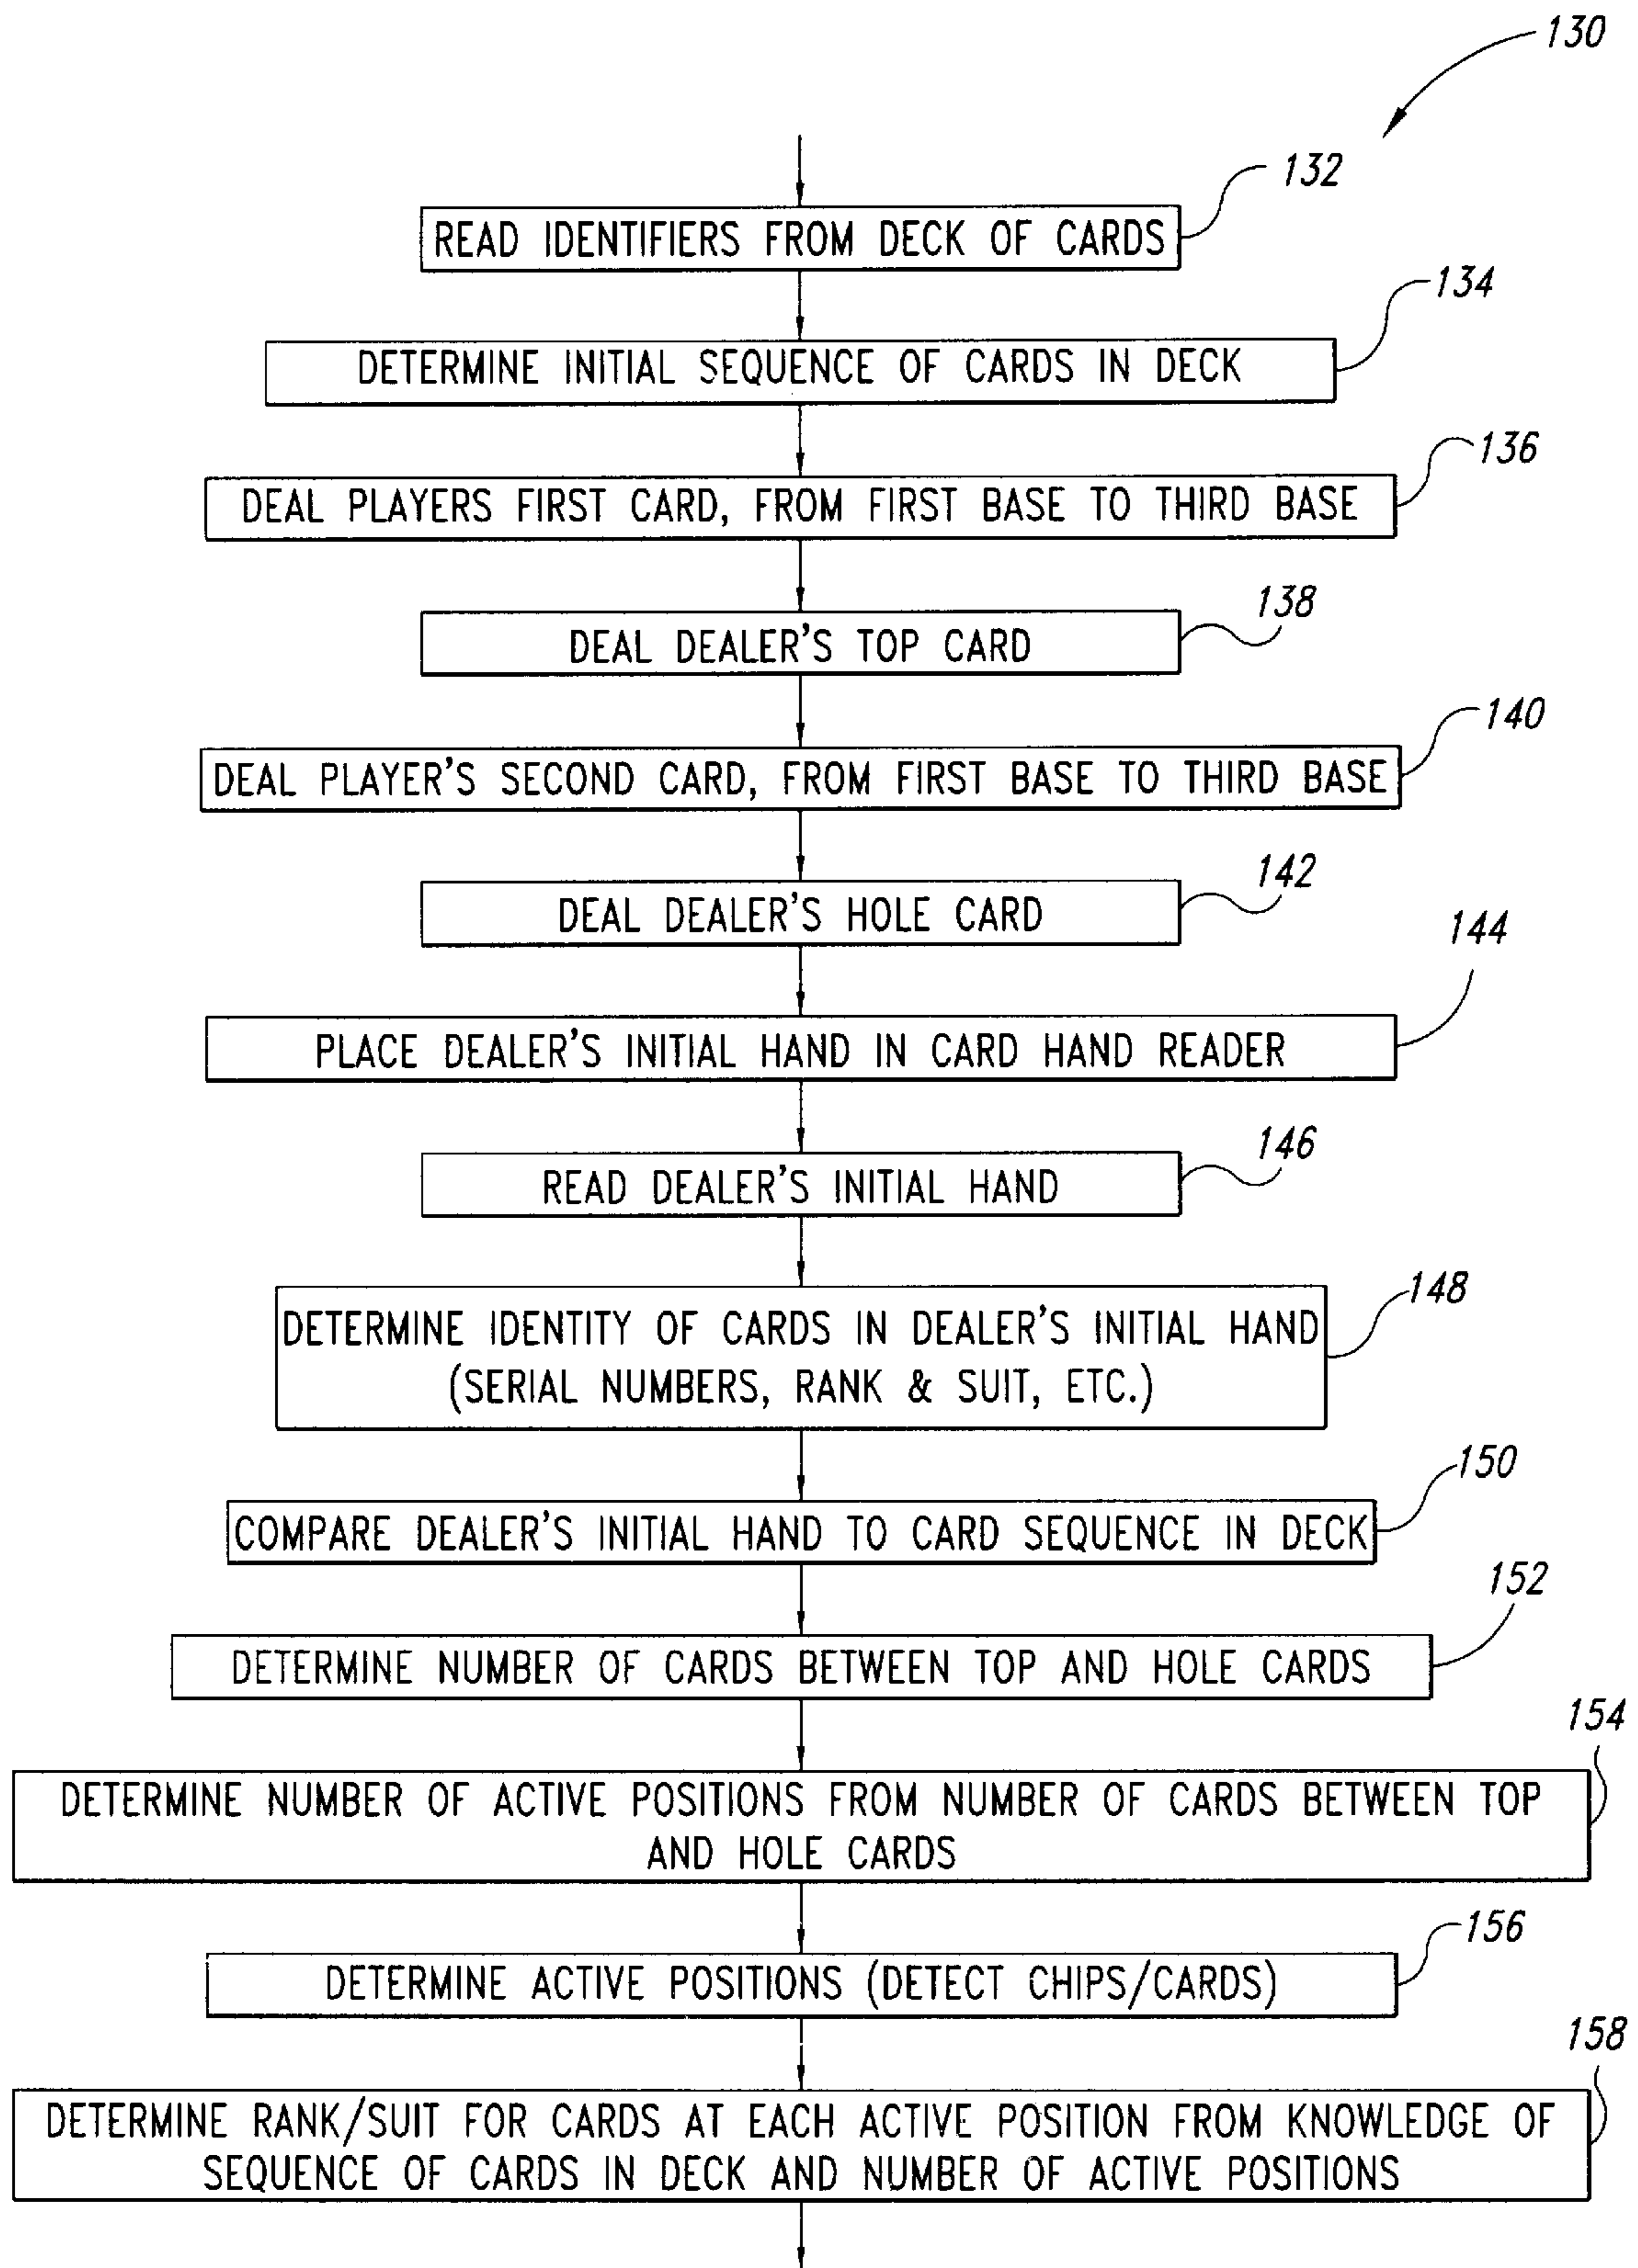 130
132
READ IDENTIFIERS FROM DECK OF CARDS
134
DETERMINE INITIAL SEQUENCE OF CARDS IN DECK
136
DEAL PLAYERS FIRST CARD, FROM FIRST BASE TO THIRD BASE
138
DEAL DEALER'S TOP CARD
140
DEAL PLAYER'S SECOND CARD, FROM FIRST BASE TO THIRD BASE
142
DEAL DEALER'S HOLE CARD
144
PLACE DEALER'S INITIAL HAND IN CARD HAND READER
146
READ DEALER'S INITIAL HAND
148
DETERMINE IDENTITY OF CARDS IN DEALER'S INITIAL HAND
(SERIAL NUMBERS, RANK & SUIT, ETC.)
150
COMPARE DEALER'S INITIAL HAND TO CARD SEQUENCE IN DECK
152
DETERMINE NUMBER OF CARDS BETWEEN TOP AND HOLE CARDS
154
DETERMINE NUMBER OF ACTIVE POSITIONS FROM NUMBER OF CARDS BETWEEN TOP
AND HOLE CARDS
156
DETERMINE ACTIVE POSITIONS (DETECT CHIPS/CARDS)
158
DETERMINE RANK/SUIT FOR CARDS AT EACH ACTIVE POSITION FROM KNOWLEDGE OF
SEQUENCE OF CARDS IN DECK AND NUMBER OF ACTIVE POSITIONS